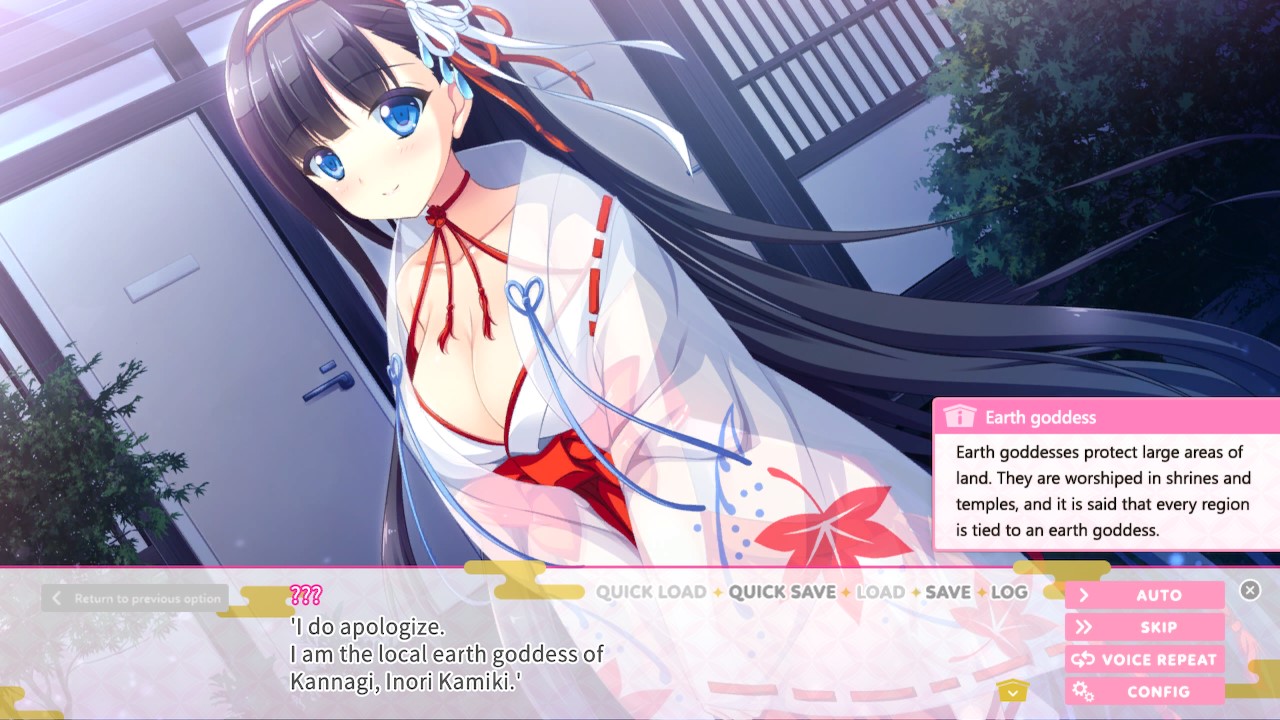 Earth goddess
Earth goddesses protect large areas of
land. They are worshiped in shrines and
temples, and it is said that every region
is tied to an earth goddess.
Return to previous option
???
QUICK LOAD QUICK SAVE LOAD SAVE LOG
'I do apologize.
I am the local earth goddess of
Kannagi, Inori Kamiki.'
AUTO
SKIP
VOICE REPEAT
CONFIG